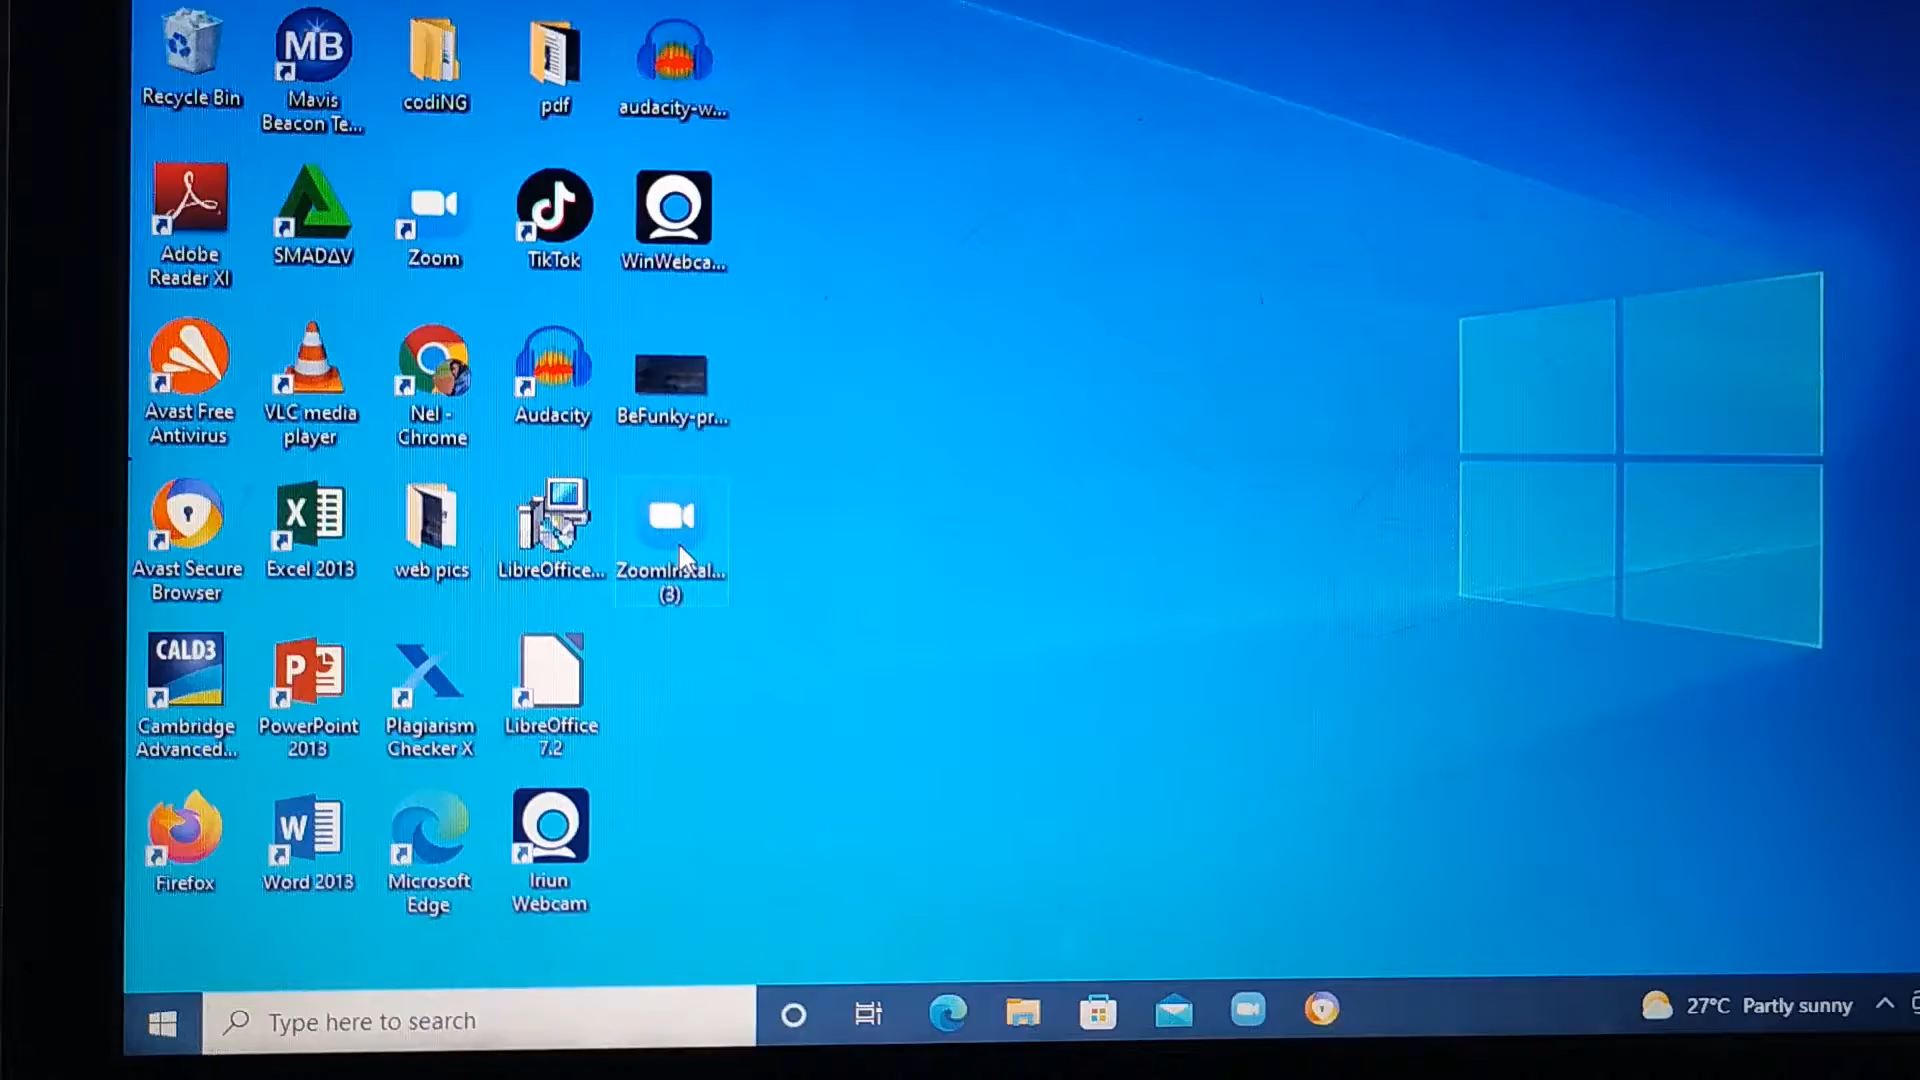 Recycle Bin
MB
Mavis
Beacon Te...
codiNG
pdf
audacity-w...
Adobe
Reader XI
SMADΔV
Zoom
TikTok
WinWebca...
Avast Free
Antivirus
VLC media
player
Nel -
Chrome
Audacity
BeFunky-pr...
Avast Secure
Browser
X
Excel 2013
web pics
LibreOffice...
ZoomInstal...
(3)
CALD3
Cambridge
Advanced...
P
PowerPoint
2013
Plagiarism
Checker X
LibreOffice
7.2
Firefox
W
Word 2013
Microsoft
Edge
Iriun
Webcam
Type here to search
27°C Partly sunny